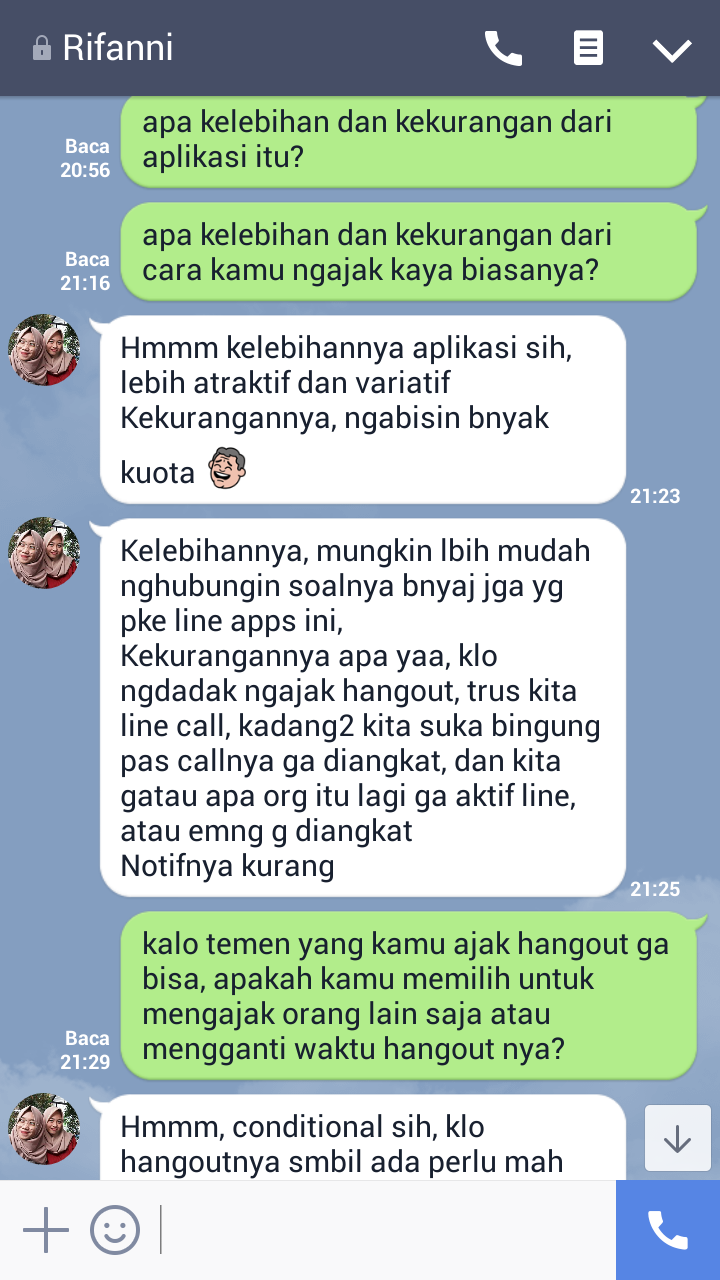 Rifanni
apa kelebihan dan kekurangan dari
aplikasi itu?
Baca
20:56
apa kelebihan dan kekurangan dari
cara kamu ngajak kaya biasanya?
Baca
21:16
Hmmm kelebihannya aplikasi sih,
lebih atraktif dan variatif
Kekurangannya, ngabisin bnyak
kuota
21:23
Kelebihannya, mungkin lbih mudah
nghubungin soalnya bnyaj jga yg
pke line apps ini,
Kekurangannya apa yaa, klo
ngdadak ngajak hangout, trus kita
line call, kadang2 kita suka bingung
pas callnya ga diangkat, dan kita
gatau apa org itu lagi ga aktif line,
atau emng g diangkat
Notifnya kurang
21:25
kalo temen yang kamu ajak hangout ga
bisa, apakah kamu memilih untuk
mengajak orang lain saja atau
mengganti waktu hangout nya?
Baca
21:29
Hmmm, conditional sih, klo
hangoutnya smbil ada perlu mah